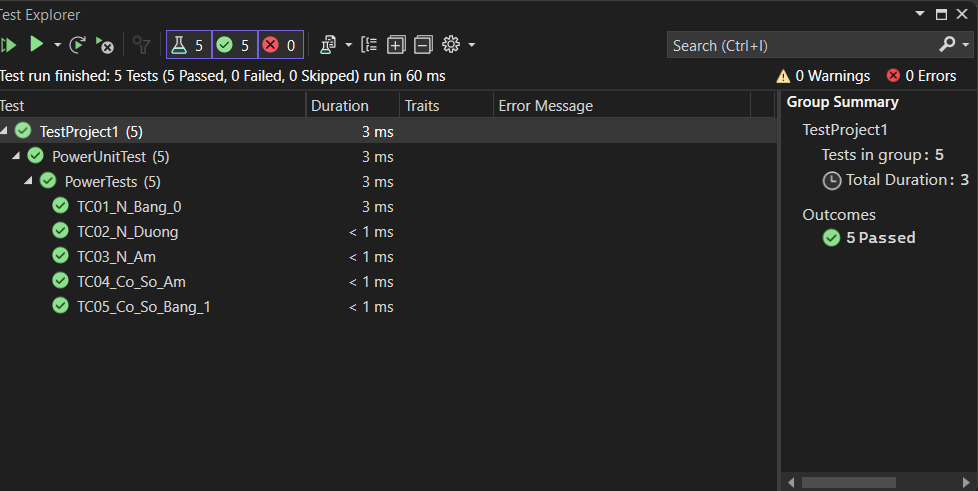 Test Explorer
5 5 0
Search (Ctrl+I)
Test run finished: 5 Tests (5 Passed, 0 Failed, 0 Skipped) run in 60 ms
0 Warnings 0 Errors
Test Duration Traits Error Message
TestProject1 (5) 3 ms
PowerUnitTest (5) 3 ms
PowerTests (5) 3 ms
TC01_N_Bang_0 3 ms
TC02_N_Duong < 1 ms
TC03_N_Am < 1 ms
TC04_Co_So_Am < 1 ms
TC05_Co_So_Bang_1 < 1 ms
Group Summary
TestProject1
Tests in group: 5
Total Duration: 3
Outcomes
5 Passed